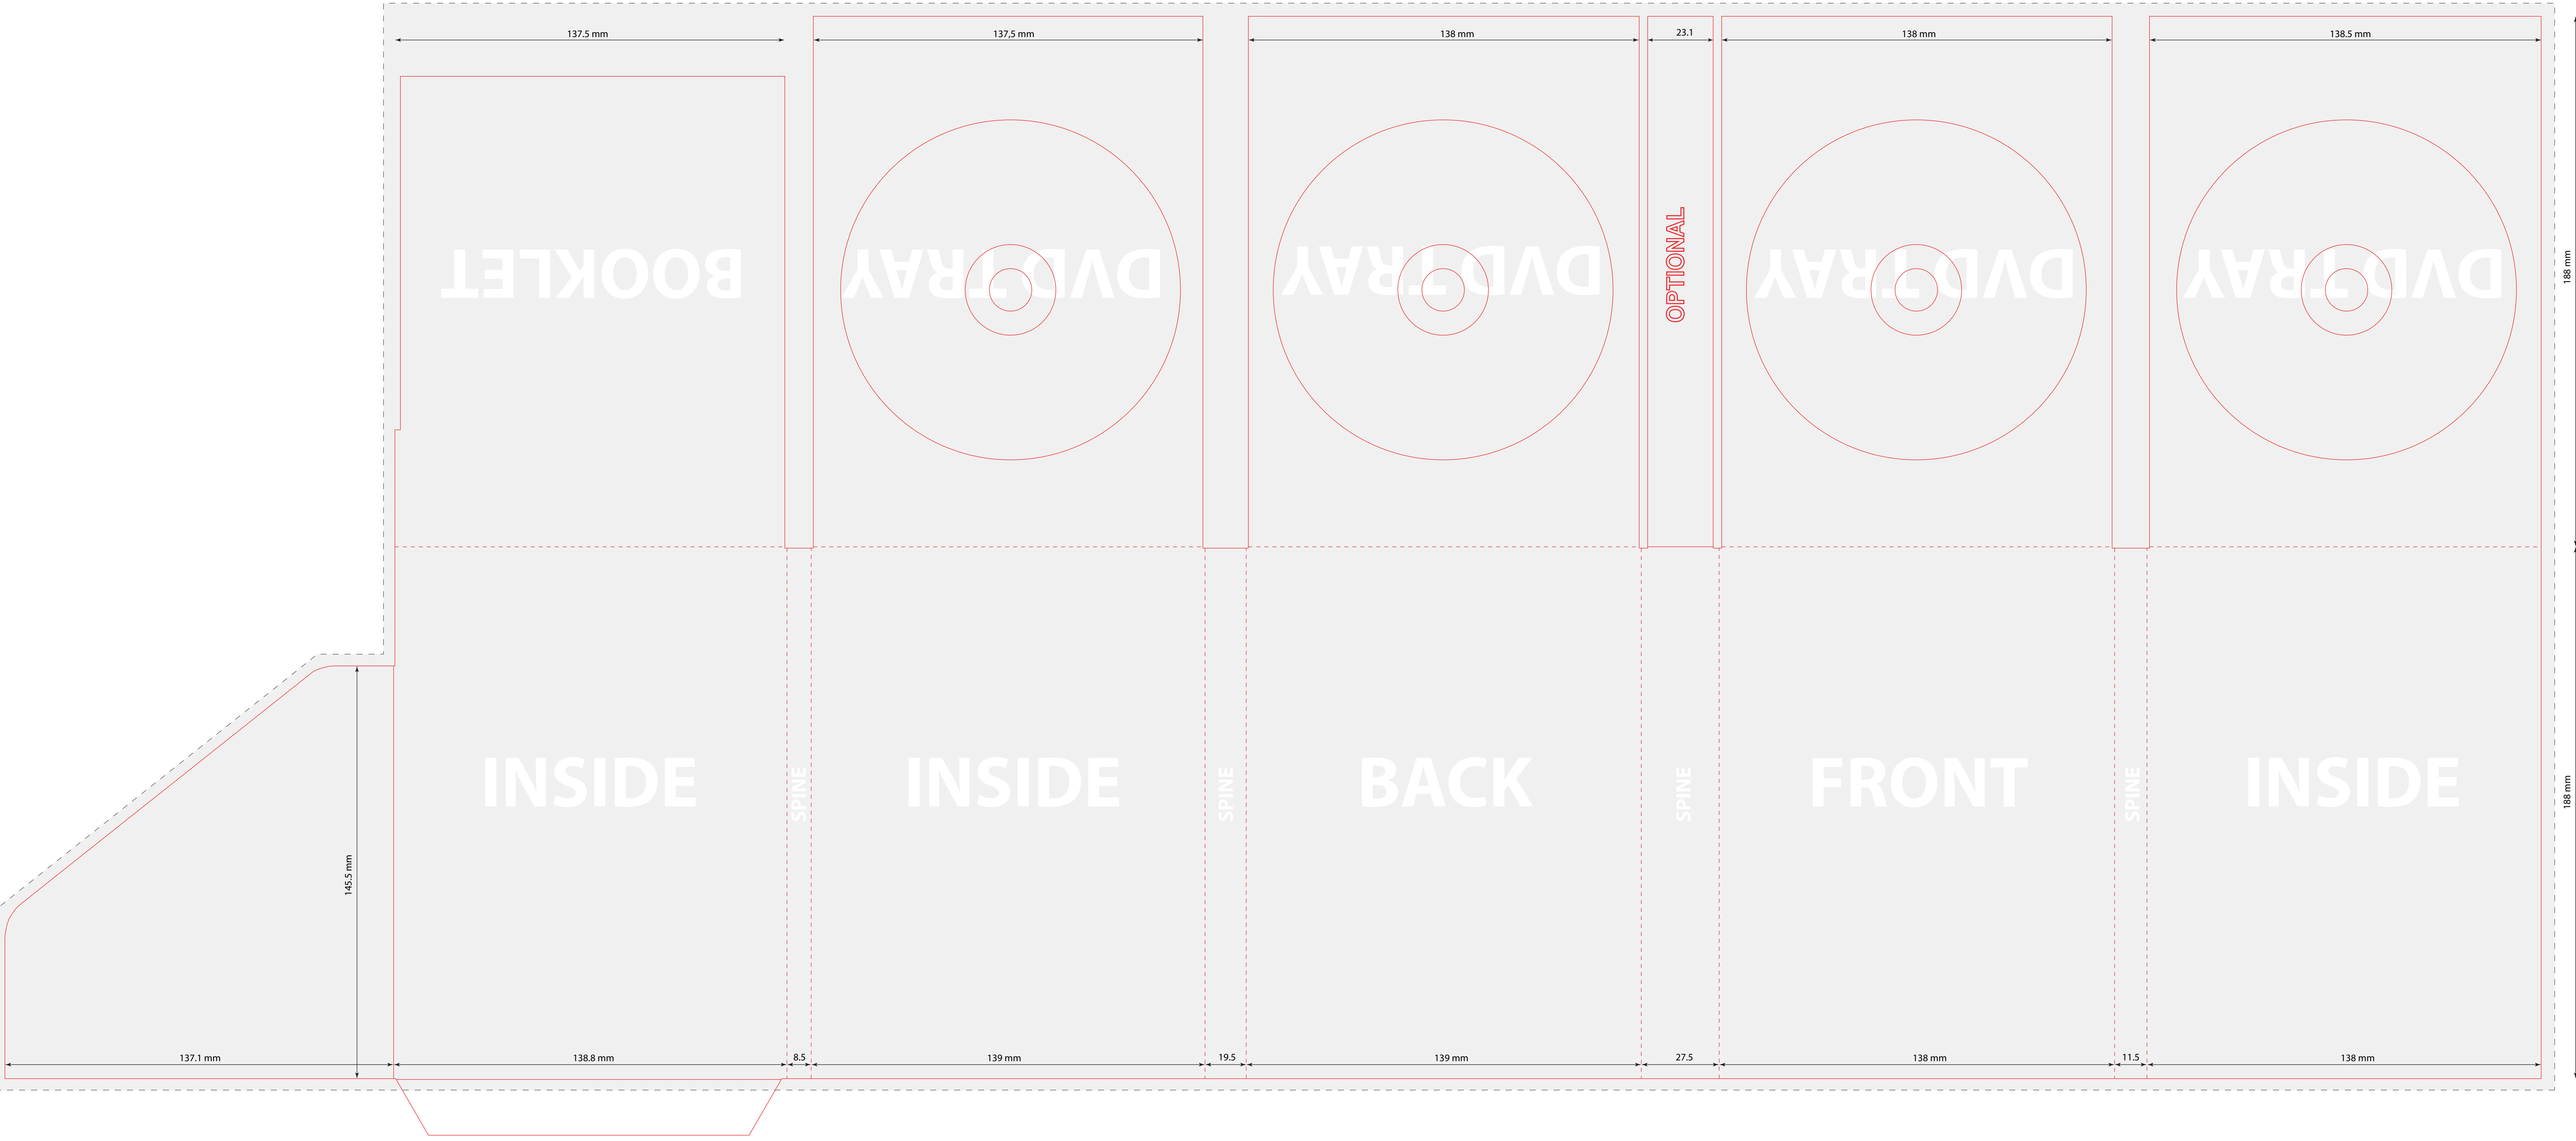 137.5 mm
137,5 mm
138 mm
23.1
138 mm
138.5 mm
BOOKLET
DVD TRAY
DVD TRAY
OPTIONAL
DVD TRAY
DVD TRAY
188 mm
INSIDE
SPINE
INSIDE
SPINE
BACK
SPINE
FRONT
SPINE
INSIDE
188 mm
145.5 mm
137.1 mm
138.8 mm
8.5
139 mm
19.5
139 mm
27.5
138 mm
11.5
138 mm